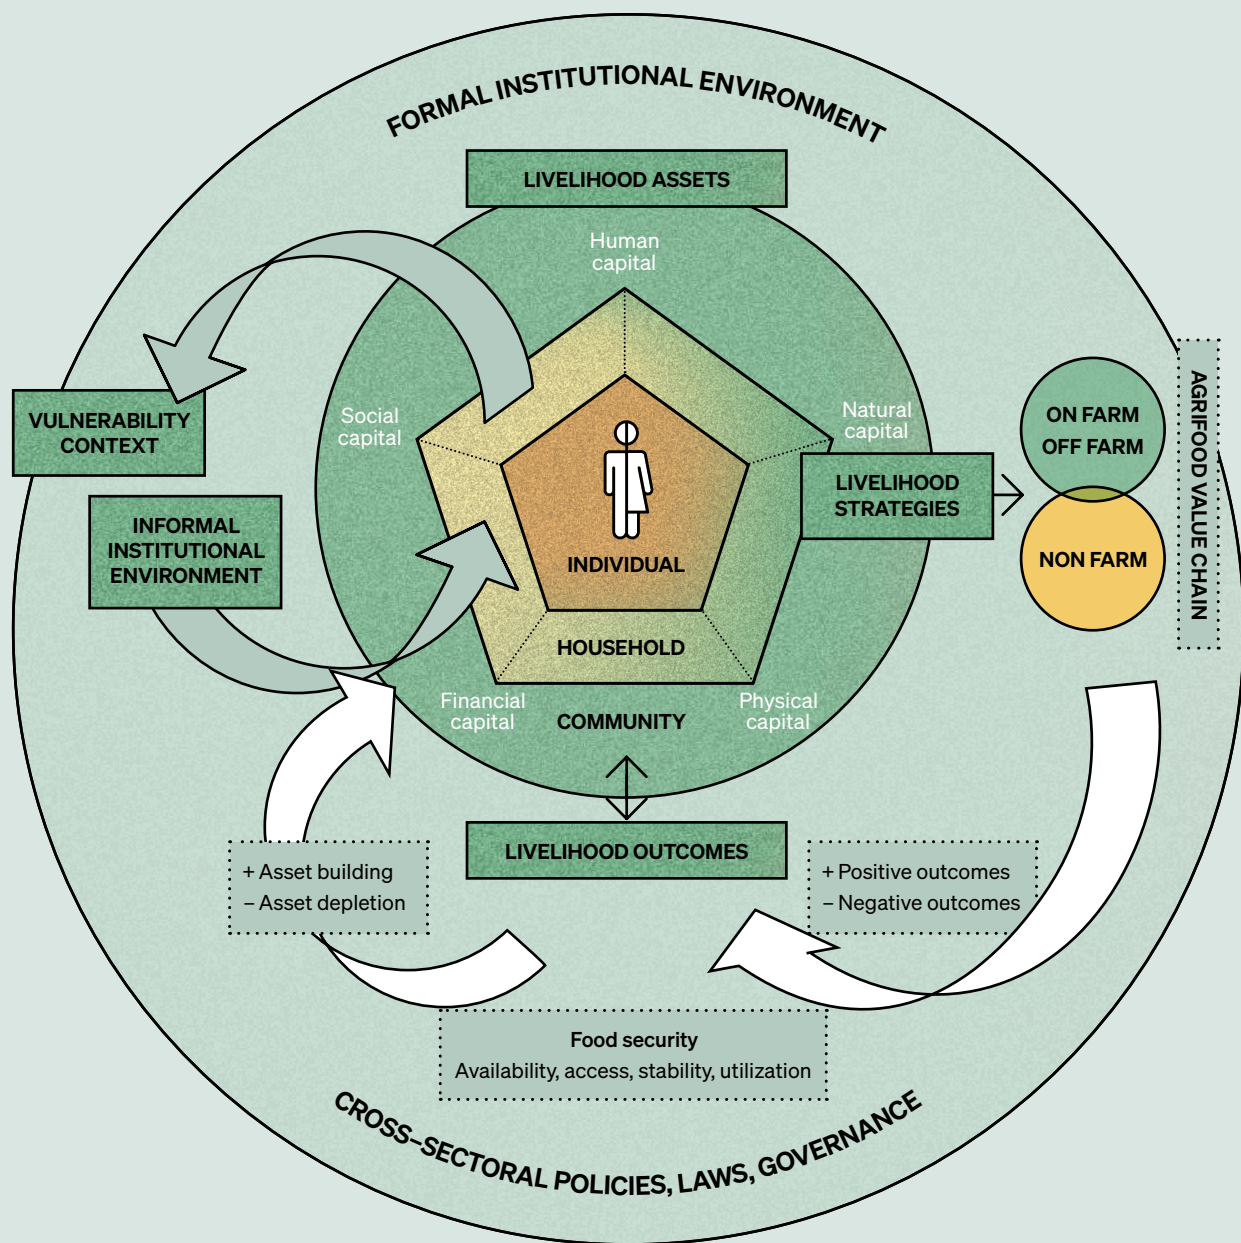 FORMAL INSTITUTIONAL ENVIRONMENT
LIVELIHOOD ASSETS
Human
capital
Social
capital
Natural
capital
VULNERABILITY
CONTEXT
INFORMAL
INSTITUTIONAL
ENVIRONMENT
LIVELIHOOD
STRATEGIES
ON FARM
OFF FARM
NON FARM
AGRIFOOD VALUE CHAIN
INDIVIDUAL
HOUSEHOLD
Financial
capital
COMMUNITY
Physical
capital
LIVELIHOOD OUTCOMES
+ Asset building
– Asset depletion
+ Positive outcomes
– Negative outcomes
Food security
Availability, access, stability, utilization
CROSS–SECTORAL POLICIES, LAWS, GOVERNANCE